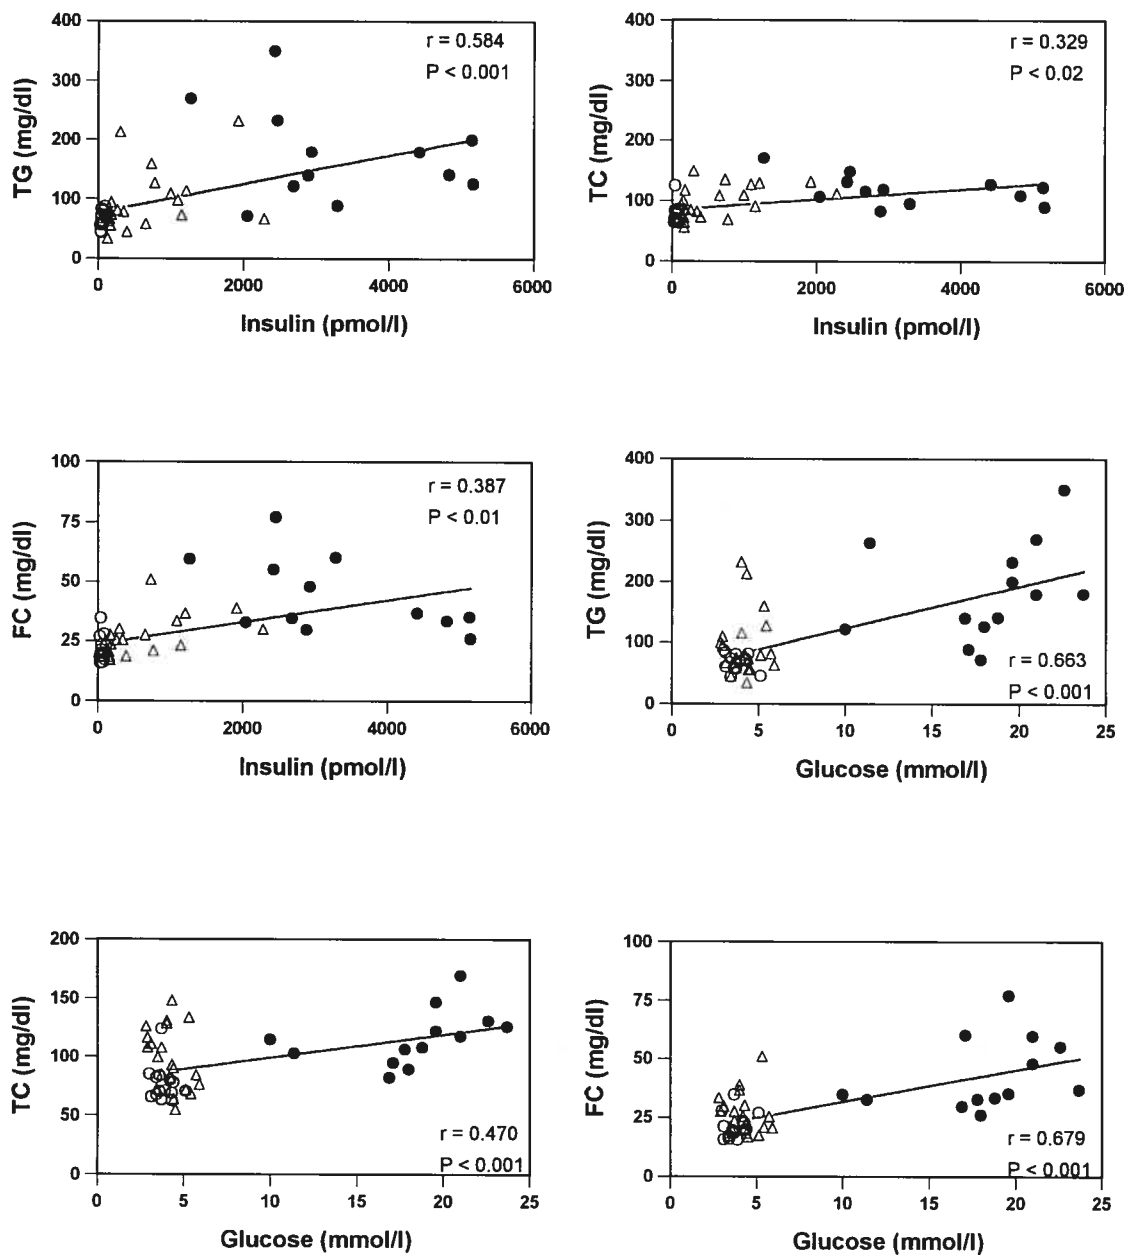 400
300
200
100
0
TG (mg/dl)
r = 0.584
P < 0.001
0 2000 4000 6000
Insulin (pmol/l)
400
300
200
100
0
TC (mg/dl)
r = 0.329
P < 0.02
0 2000 4000 6000
Insulin (pmol/l)
100
75
50
25
0
FC (mg/dl)
r = 0.387
P < 0.01
0 2000 4000 6000
Insulin (pmol/l)
400
300
200
100
0
TG (mg/dl)
r = 0.663
P < 0.001
0 5 10 15 20 25
Glucose (mmol/l)
200
150
100
50
0
TC (mg/dl)
r = 0.470
P < 0.001
0 5 10 15 20 25
Glucose (mmol/l)
100
75
50
25
0
FC (mg/dl)
r = 0.679
P < 0.001
0 5 10 15 20 25
Glucose (mmol/l)